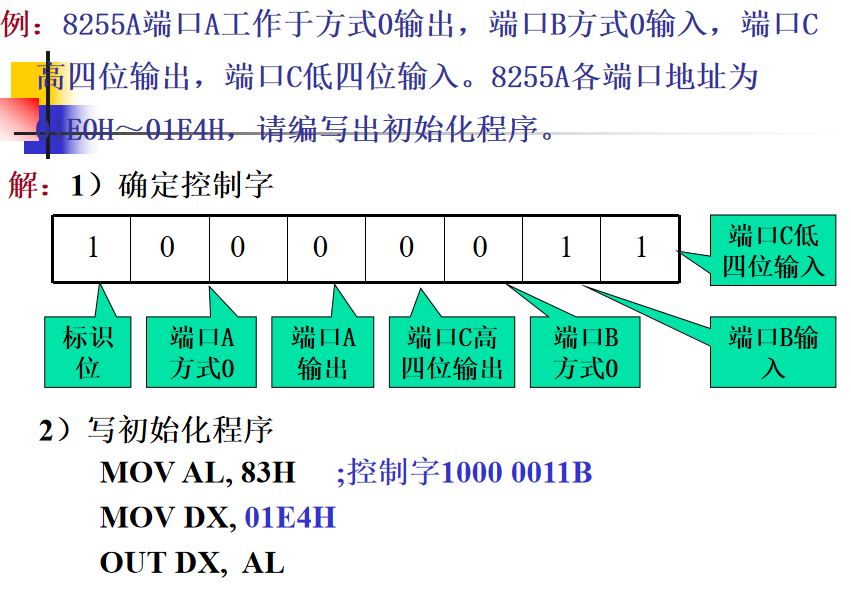 例：8255A端口A工作于方式0输出，端口B方式0输入，端口C
高四位输出，端口C低四位输入。8255A各端口地址为
01E0H～01E4H，请编写出初始化程序。
解：1）确定控制字
1 0 0 0 0 0 1 1
端口C低
四位输入
标识
位
端口A
方式0
端口A
输出
端口C高
四位输出
端口B
方式0
端口B输
入
2）写初始化程序
MOV AL, 83H ;控制字1000 0011B
MOV DX, 01E4H
OUT DX, AL